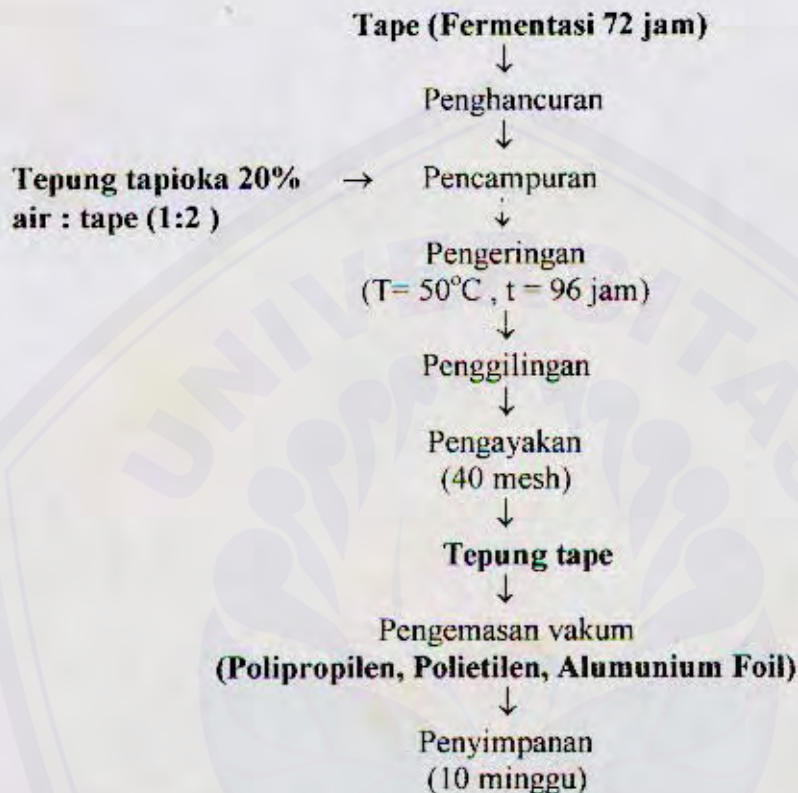 Tape (Fermentasi 72 jam)
↓
Penghancuran
↓
Tepung tapioka 20% → Pencampuran
air : tape (1:2 )
↓
Pengeringan
(T= 50°C , t = 96 jam)
↓
Penggilingan
↓
Pengayakan
(40 mesh)
↓
Tepung tape
↓
Pengemasan vakum
(Polipropilen, Polietilen, Alumunium Foil)
↓
Penyimpanan
(10 minggu)
UNIVERSITAS